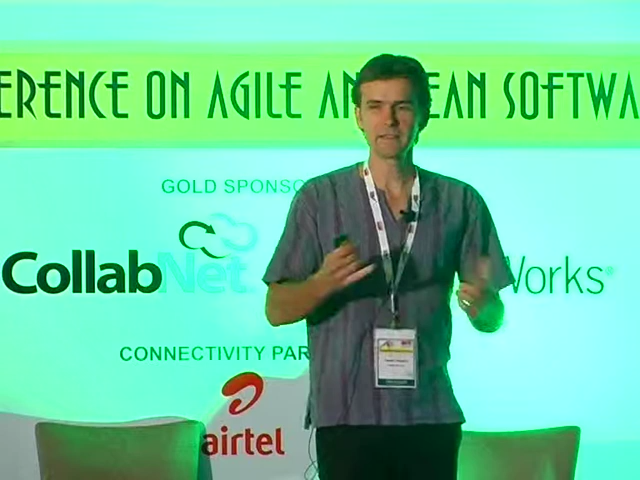 ERENCE ON AGILE AN EAN SOFTWA
GOLD SPONSO
CollabNet
Works®
CONNECTIVITY PAR
airtel